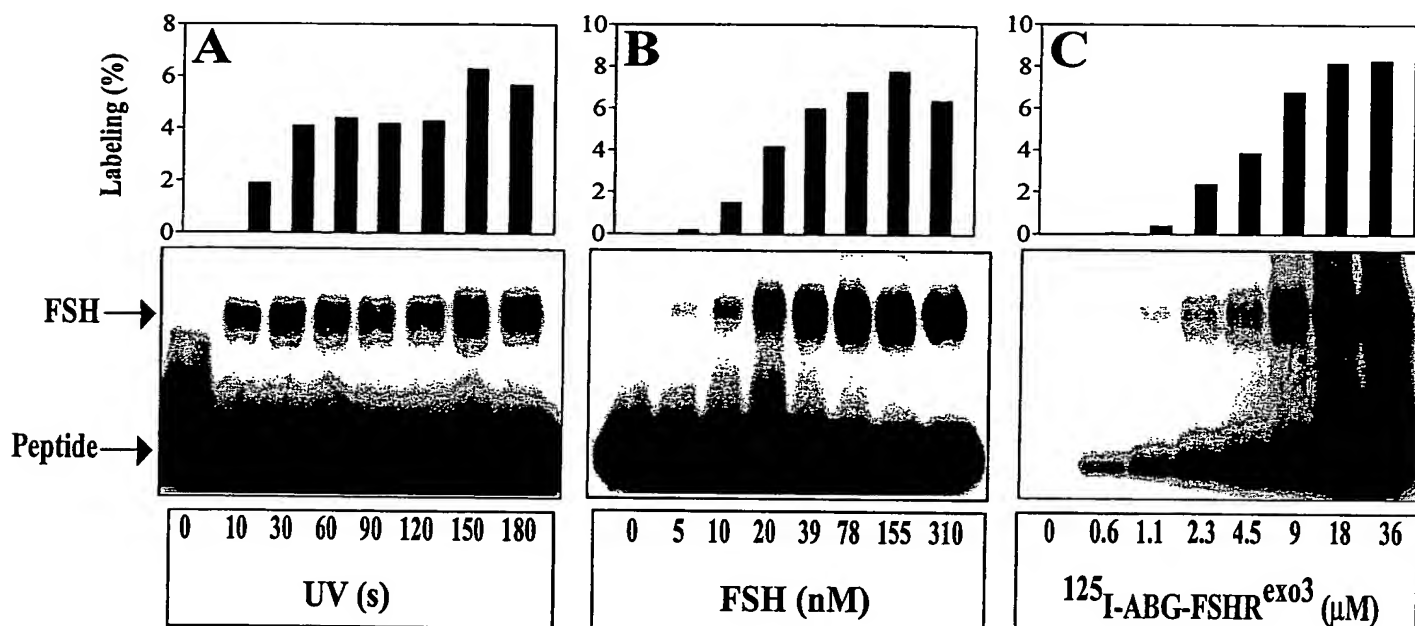 A
B
C
Labeling (%)
8
6
4
2
0
10
8
6
4
2
0
10
8
6
4
2
0
FSH
Peptide
0 10 30 60 90 120 150 180
UV (s)
0 5 10 20 39 78 155 310
FSH (nM)
0 0.6 1.1 2.3 4.5 9 18 36
125I-ABG-FSHRexo3 (μM)